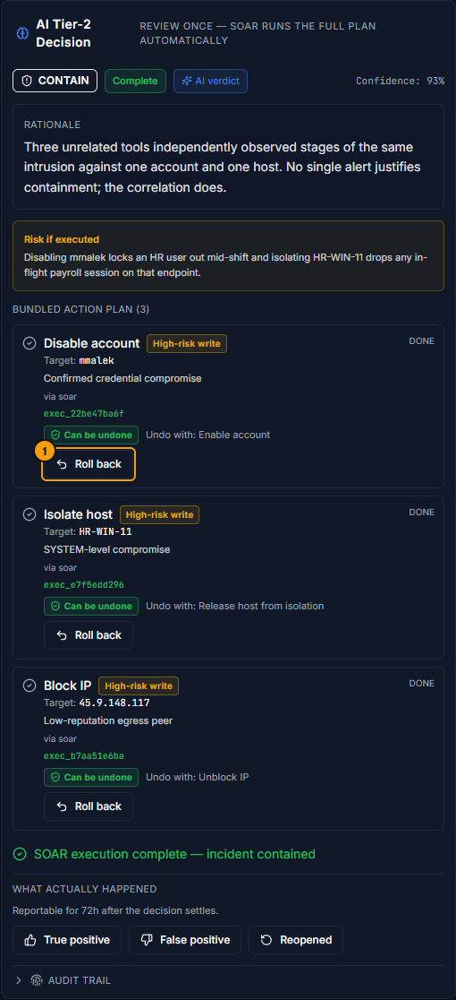 AI Tier-2
Decision
REVIEW ONCE — SOAR RUNS THE FULL PLAN
AUTOMATICALLY
CONTAIN
Complete
AI verdict
Confidence: 93%
RATIONALE
Three unrelated tools independently observed stages of the same
intrusion against one account and one host. No single alert justifies
containment; the correlation does.
Risk if executed
Disabling mmalek locks an HR user out mid-shift and isolating HR-WIN-11 drops any in-
flight payroll session on that endpoint.
BUNDLED ACTION PLAN (3)
Disable account High-risk write DONE
Target: mmalek
Confirmed credential compromise
via soar
exec_22be47ba6f
Can be undone Undo with: Enable account
1
Roll back
Isolate host High-risk write DONE
Target: HR-WIN-11
SYSTEM-level compromise
via soar
exec_e7f5edd296
Can be undone Undo with: Release host from isolation
Roll back
Block IP High-risk write DONE
Target: 45.9.148.117
Low-reputation egress peer
via soar
exec_b7aa51e6ba
Can be undone Undo with: Unblock IP
Roll back
SOAR execution complete — incident contained
WHAT ACTUALLY HAPPENED
Reportable for 72h after the decision settles.
True positive False positive Reopened
AUDIT TRAIL